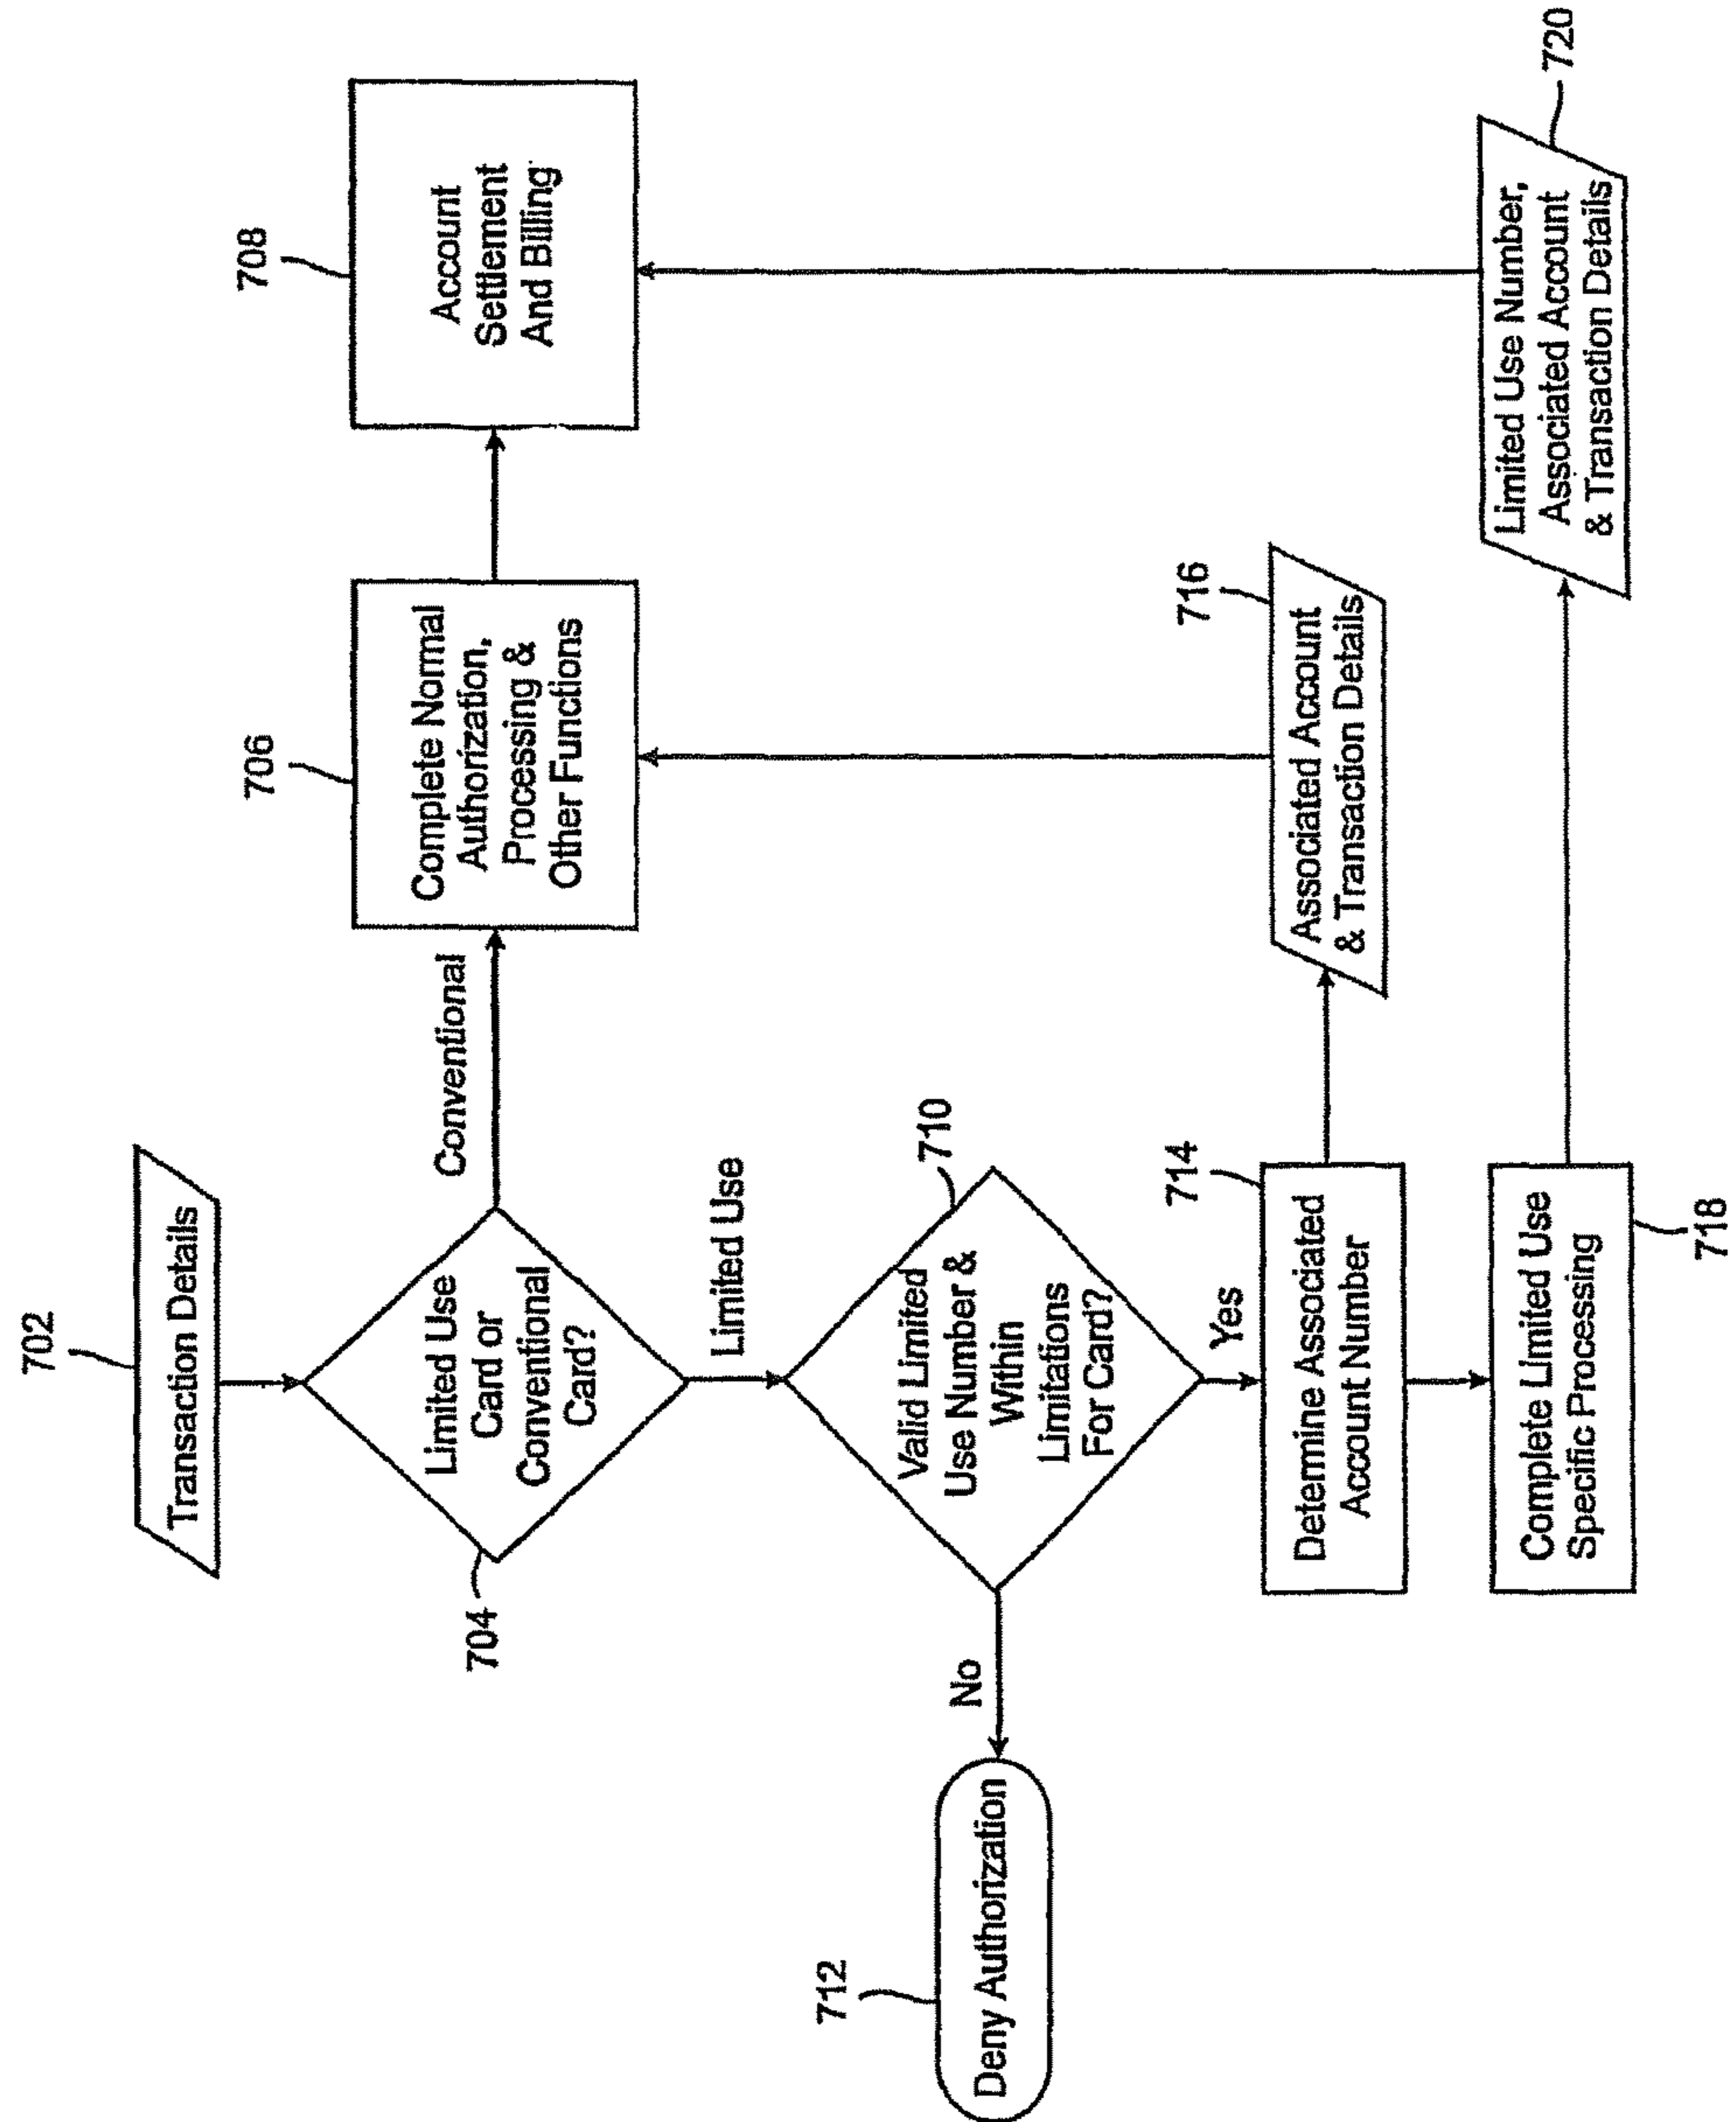 702
Transaction Details
704
Limited Use
Card or
Conventional
Card?
Conventional
706
Complete Normal
Authorization,
Processing &
Other Functions
708
Account
Settlement
And Billing
Limited Use
710
Valid Limited
Use Number &
Within
Limitations
For Card?
No
712
Deny Authorization
Yes
714
Determine Associated
Account Number
716
Associated Account
& Transaction Details
Complete Limited Use
Specific Processing
718
720
Limited Use Number,
Associated Account
& Transaction Details